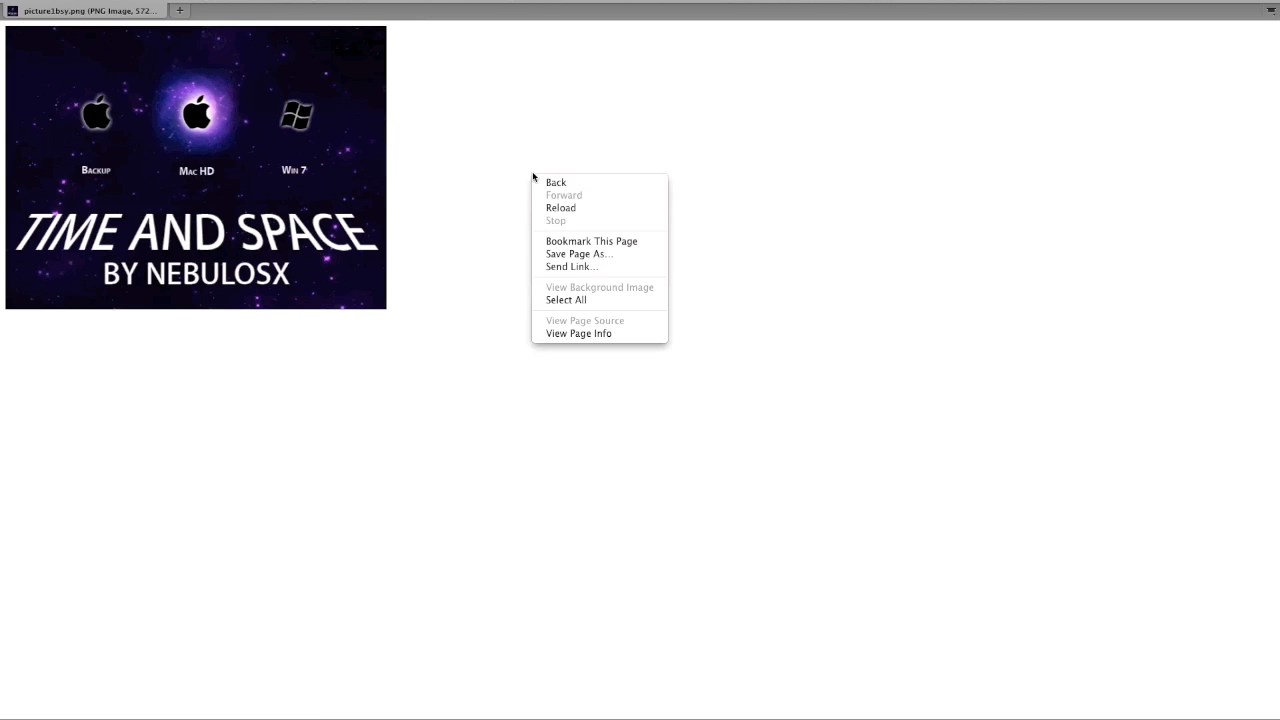 picture1bsy.png (PNG Image, 572...
+
Backup
Mac HD
Win 7
TIME AND SPACE
BY NEBULOSX
Back
Forward
Reload
Stop
Bookmark This Page
Save Page As...
Send Link...
View Background Image
Select All
View Page Source
View Page Info